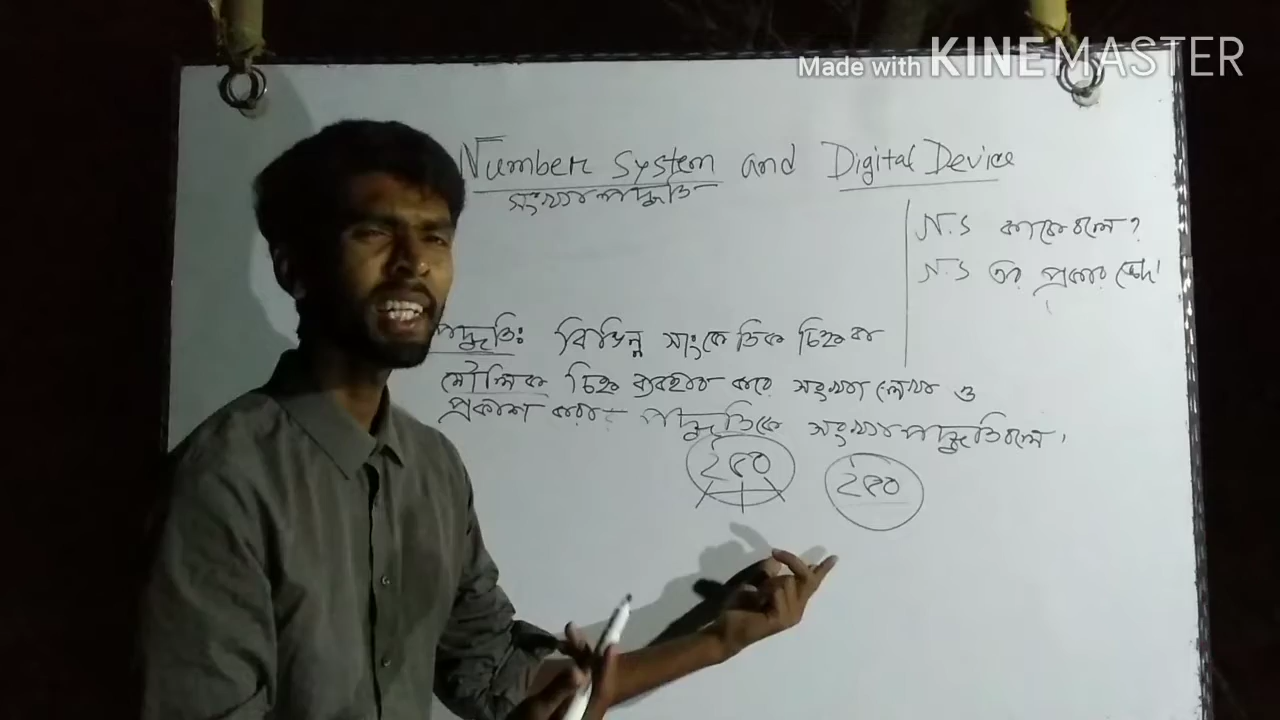 Made with KINEMASTER
Number System and Digital Device
সংখ্যা পদ্ধতি
N.S কাকে বলে?
N.S এর প্রকার ভেদ।
পদ্ধতিঃ বিভিন্ন সাংকেতিক চিহ্ন বা
মৌলিক চিহ্ন ব্যবহার করে সংখ্যা লেখা ও
প্রকাশ করার পদ্ধতিকে সংখ্যা পদ্ধতি বলে।
২৫০ ২৫০